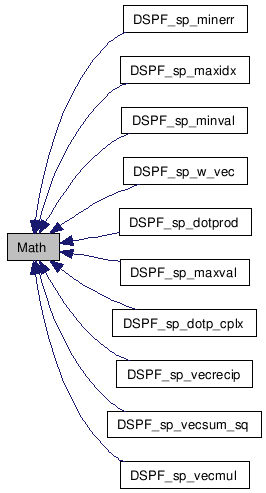 DSPF_sp_minerr
DSPF_sp_maxidx
DSPF_sp_minval
DSPF_sp_w_vec
DSPF_sp_dotprod
Math
DSPF_sp_maxval
DSPF_sp_dotp_cplx
DSPF_sp_vecrecip
DSPF_sp_vecsum_sq
DSPF_sp_vecmul